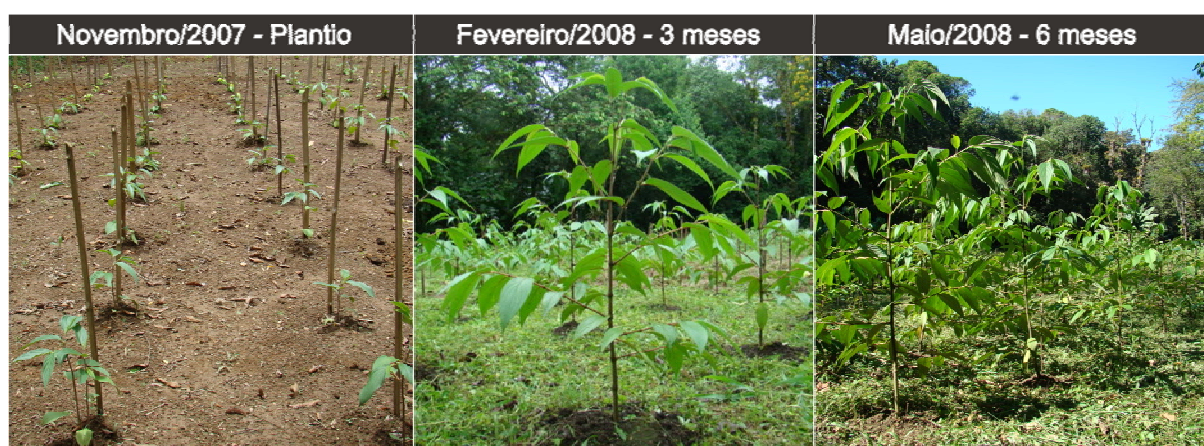 Novembro/2007 - Plantio
Fevereiro/2008 - 3 meses
Maio/2008 - 6 meses